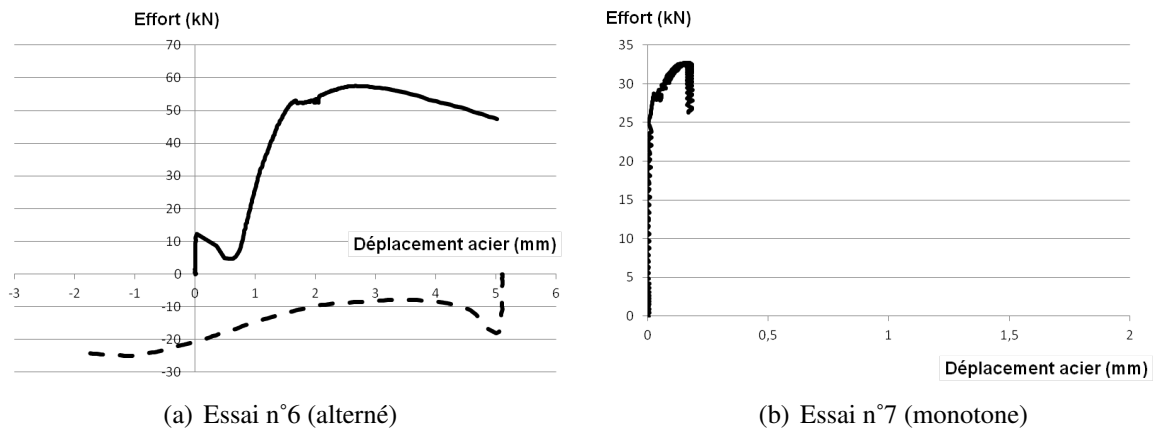 Effort (kN)
70
60
50
40
30
20
10
0
-10
-20
-30
-3 -2 -1 0 1 2 3 4 5 6
Déplacement acier (mm)
(a) Essai n°6 (alterné)
Effort (kN)
35
30
25
20
15
10
5
0
0 0,5 1 1,5 2
Déplacement acier (mm)
(b) Essai n°7 (monotone)